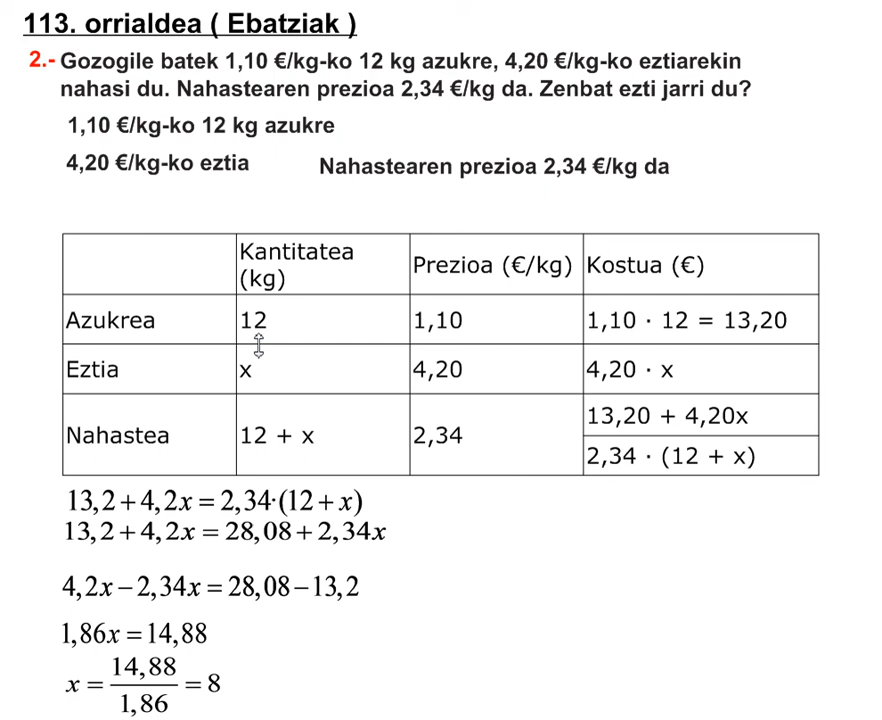 113. orrialdea ( Ebatziak )
2.- Gozogile batek 1,10 €/kg-ko 12 kg azukre, 4,20 €/kg-ko eztiarekin
nahasi du. Nahastearen prezioa 2,34 €/kg da. Zenbat ezti jarri du?
1,10 €/kg-ko 12 kg azukre
4,20 €/kg-ko eztia Nahastearen prezioa 2,34 €/kg da
Kantitatea
(kg) Prezioa (€/kg) Kostua (€)
Azukrea 12 1,10 1,10 · 12 = 13,20
Eztia x 4,20 4,20 · x
Nahastea 12 + x 2,34 13,20 + 4,20x
2,34 · (12 + x)
13,2+4,2x = 2,34·(12+x)
13,2+4,2x = 28,08+2,34x
4,2x−2,34x = 28,08−13,2
1,86x = 14,88
x = 14,88/1,86 = 8